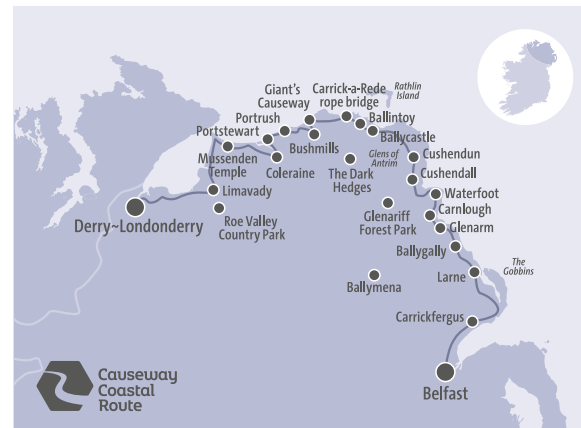 Giant's
Causeway
Carrick-a-Rede
rope bridge
Rathlin
Island
Portrush
Ballintoy
Portstewart
Ballycastle
Bushmills
Mussenden
Temple
Glens of
Antrim
Cushendun
Coleraine
The Dark
Hedges
Cushendall
Limavady
Waterfoot
Derry~Londonderry
Roe Valley
Country Park
Glenariff
Forest Park
Carnlough
Glenarm
Ballygally
The
Gobbins
Larne
Ballymena
Carrickfergus
Causeway
Coastal
Route
Belfast